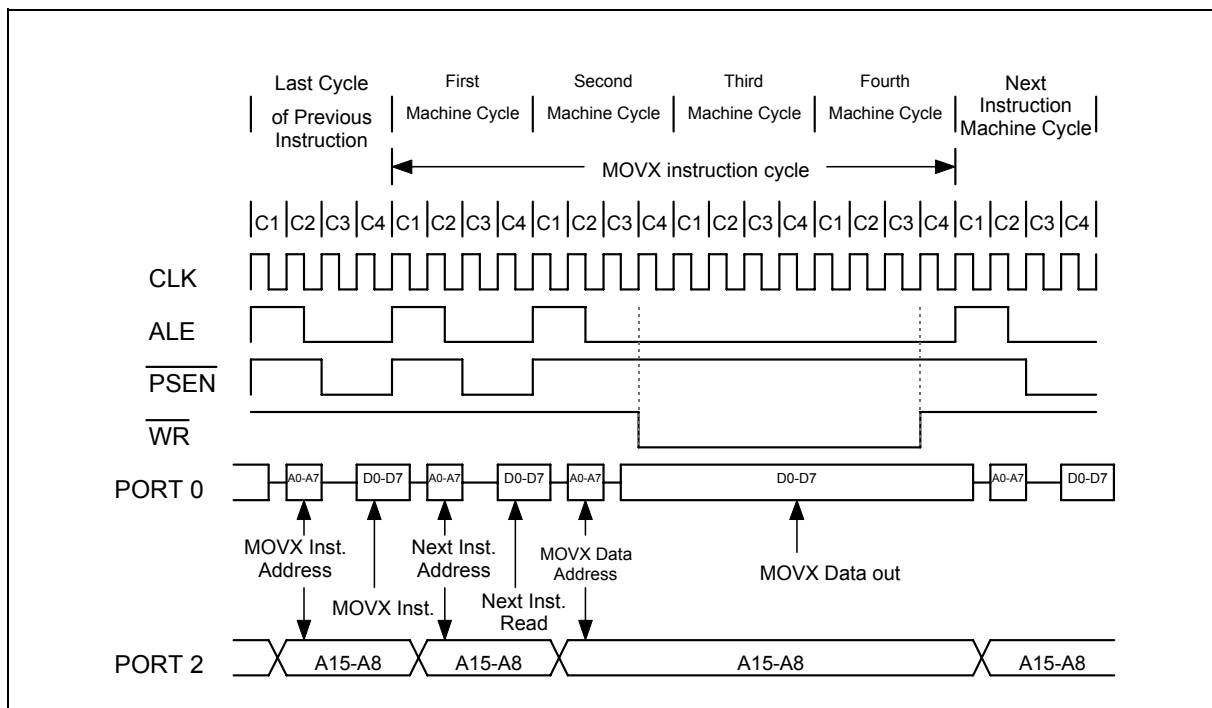 Last Cycle
of Previous
Instruction
First
Machine Cycle
Second
Machine Cycle
Third
Machine Cycle
Fourth
Machine Cycle
Next
Instruction
Machine Cycle
MOVX instruction cycle
C1 C2 C3 C4 C1 C2 C3 C4 C1 C2 C3 C4 C1 C2 C3 C4 C1 C2 C3 C4 C1 C2 C3 C4
CLK
ALE
PSEN
WR
PORT 0
A0-A7 D0-D7 A0-A7 D0-D7 A0-A7 D0-D7 A0-A7 D0-D7
MOVX Inst.
Address
MOVX Inst.
Next Inst.
Address
Next Inst.
Read
MOVX Data
Address
MOVX Data out
PORT 2
A15-A8 A15-A8 A15-A8 A15-A8